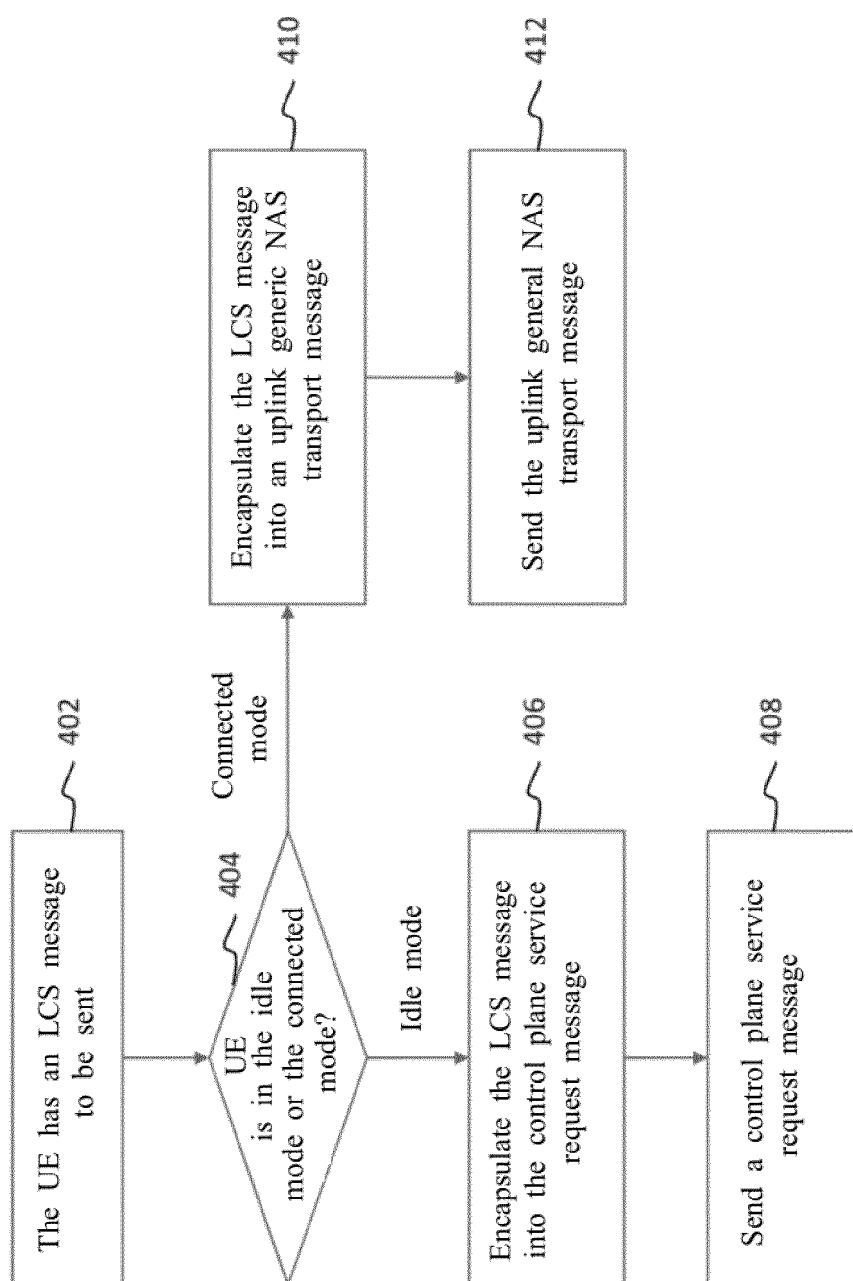 The UE has an LCS message
to be sent
402
UE
is in the idle
mode or the connected
mode?
404
Connected
mode
Idle mode
Encapsulate the LCS message
into the control plane service
request message
406
Send a control plane service
request message
408
Encapsulate the LCS message
into an uplink generic NAS
transport message
410
Send the uplink general NAS
transport message
412